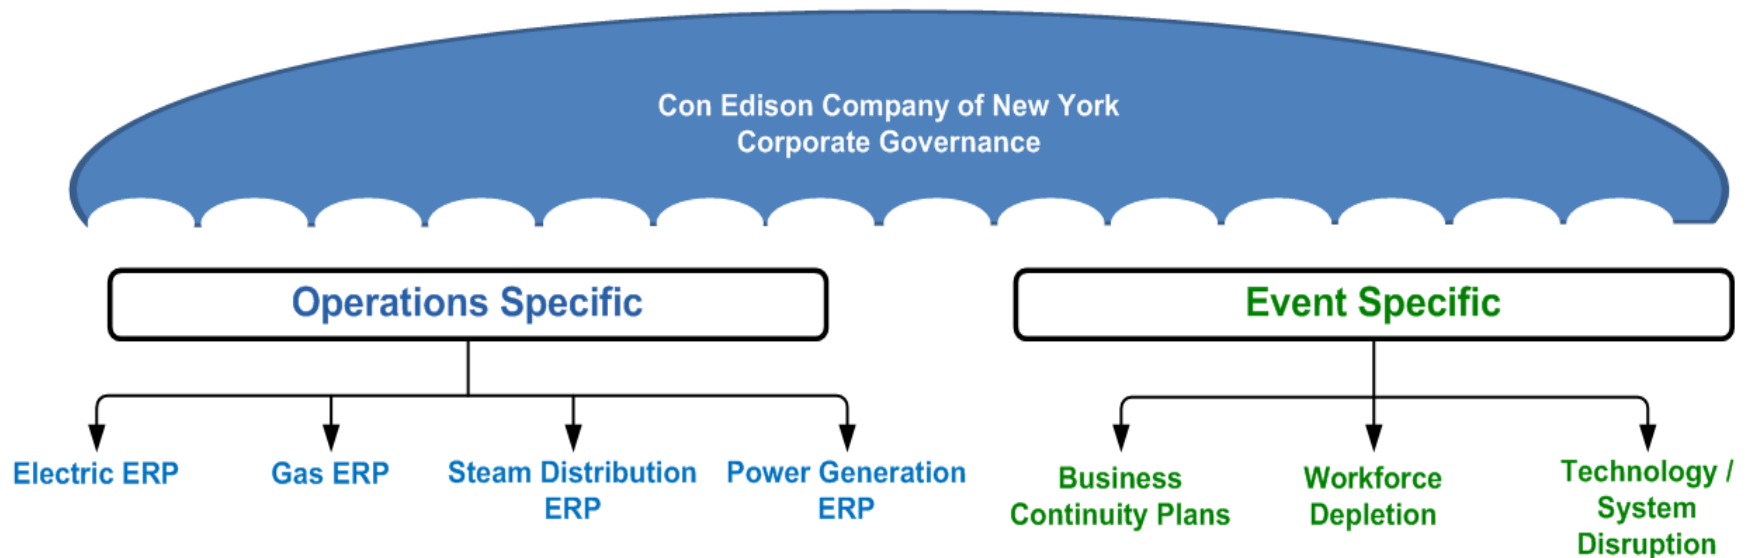 Con Edison Company of New York
Corporate Governance
Operations Specific
Event Specific
Electric ERP
Gas ERP
Steam Distribution
ERP
Power Generation
ERP
Business
Continuity Plans
Workforce
Depletion
Technology /
System
Disruption